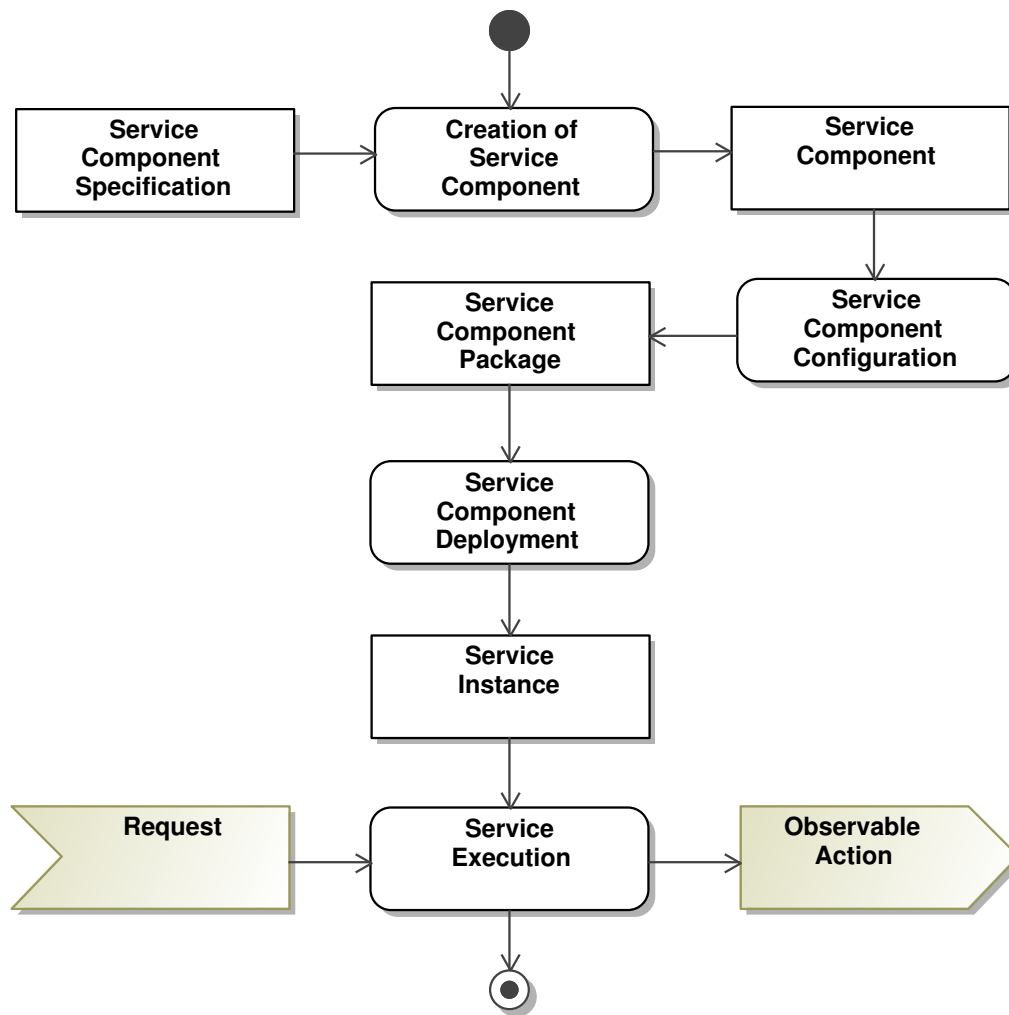 Service
Component
Specification
Creation of
Service
Component
Service
Component
Service
Component
Package
Service
Component
Configuration
Service
Component
Deployment
Service
Instance
Request
Service
Execution
Observable
Action